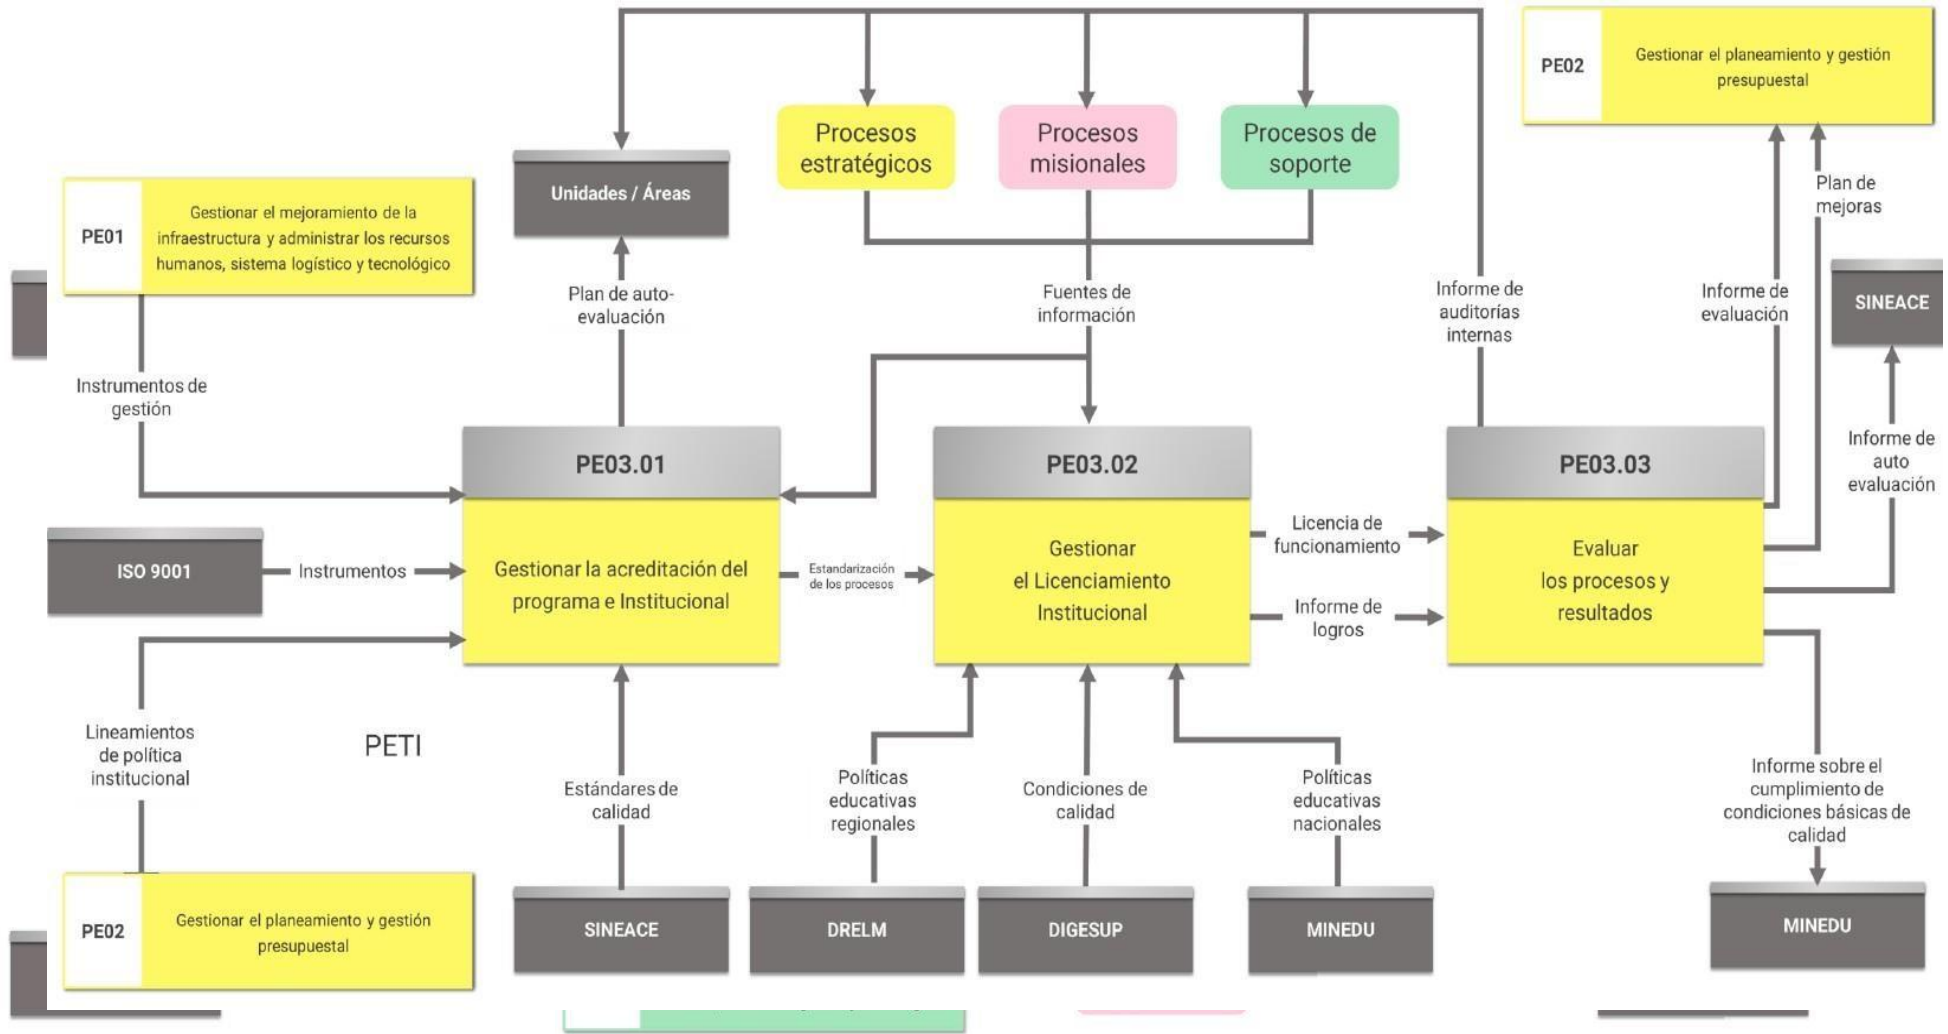 PE02
Gestionar el planeamiento y gestión
presupuestal
Procesos
estratégicos
Procesos
misionales
Procesos de
soporte
Unidades / Áreas
PE01
Gestionar el mejoramiento de la
infraestructura y administrar los recursos
humanos, sistema logístico y tecnológico
Plan de
mejoras
Plan de auto-
evaluación
Fuentes de
información
Informe de
auditorías
internas
Informe de
evaluación
SINEACE
Instrumentos de
gestión
Informe de
auto
evaluación
PE03.01
Gestionar la acreditación del
programa e Institucional
PE03.02
Gestionar
el Licenciamiento
Institucional
PE03.03
Evaluar
los procesos y
resultados
ISO 9001
Instrumentos
Estandarización
de los procesos
Licencia de
funcionamiento
Informe de
logros
Lineamientos
de política
institucional
PETI
Estándares de
calidad
Políticas
educativas
regionales
Condiciones de
calidad
Políticas
educativas
nacionales
Informe sobre el
cumplimiento de
condiciones básicas de
calidad
PE02
Gestionar el planeamiento y gestión
presupuestal
SINEACE
DRELM
DIGESUP
MINEDU
MINEDU